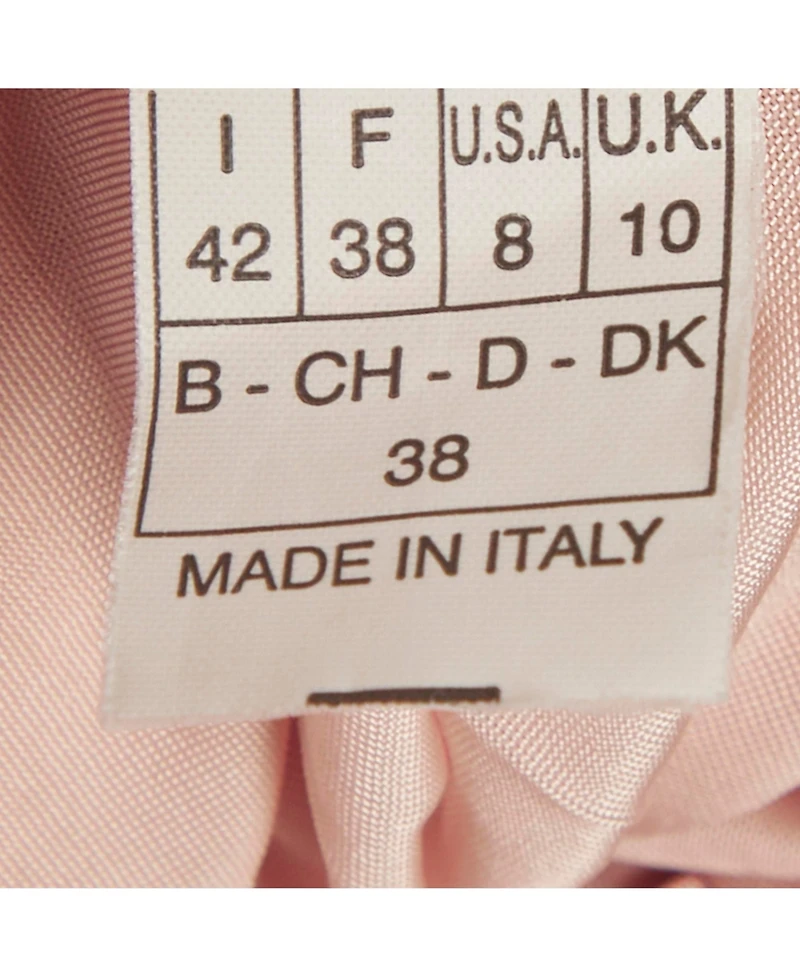 I F U.S.A. U.K.
42 38 8 10
B - CH - D - DK
38
MADE IN ITALY